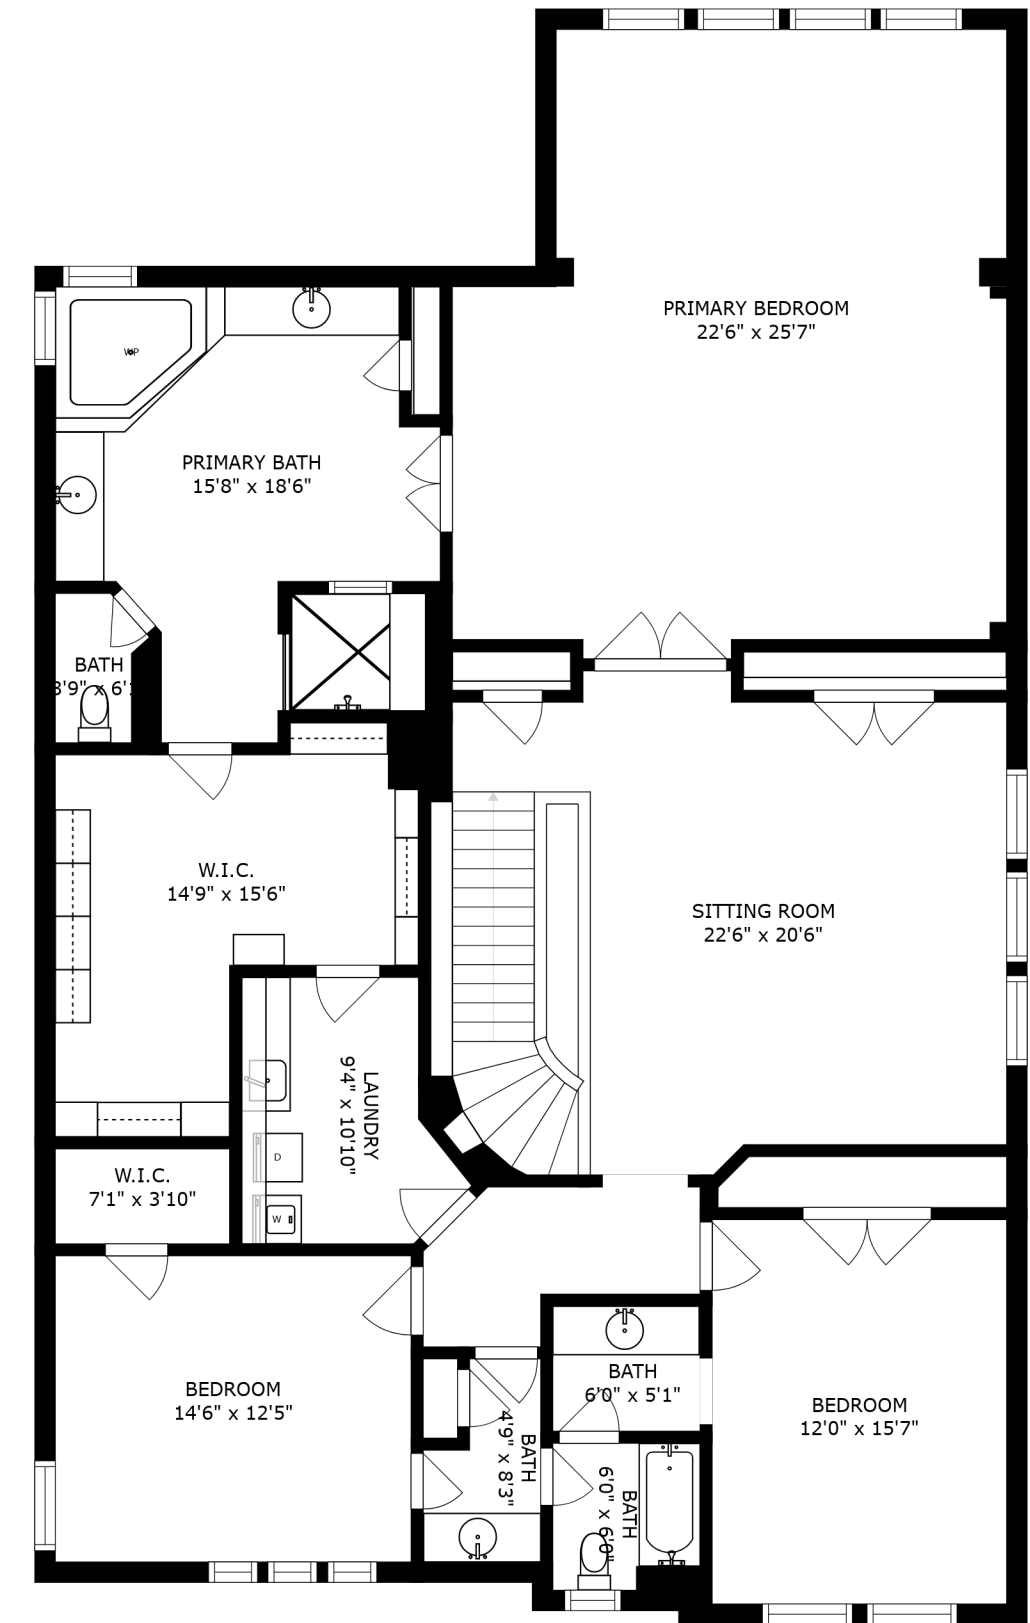 PRIMARY BEDROOM
22'6" x 25'7"
WP
PRIMARY BATH
15'8" x 18'6"
BATH
W.I.C.
14'9" x 15'6"
SITTING ROOM
22'6" x 20'6"
LAUNDRY
9'4" x 10'10"
D
W
W.I.C.
7'1" x 3'10"
BEDROOM
14'6" x 12'5"
BATH
6'0" x 5'1"
BEDROOM
12'0" x 15'7"
BATH
4'9" x 8'3"
BATH
6'0" x 6'0"